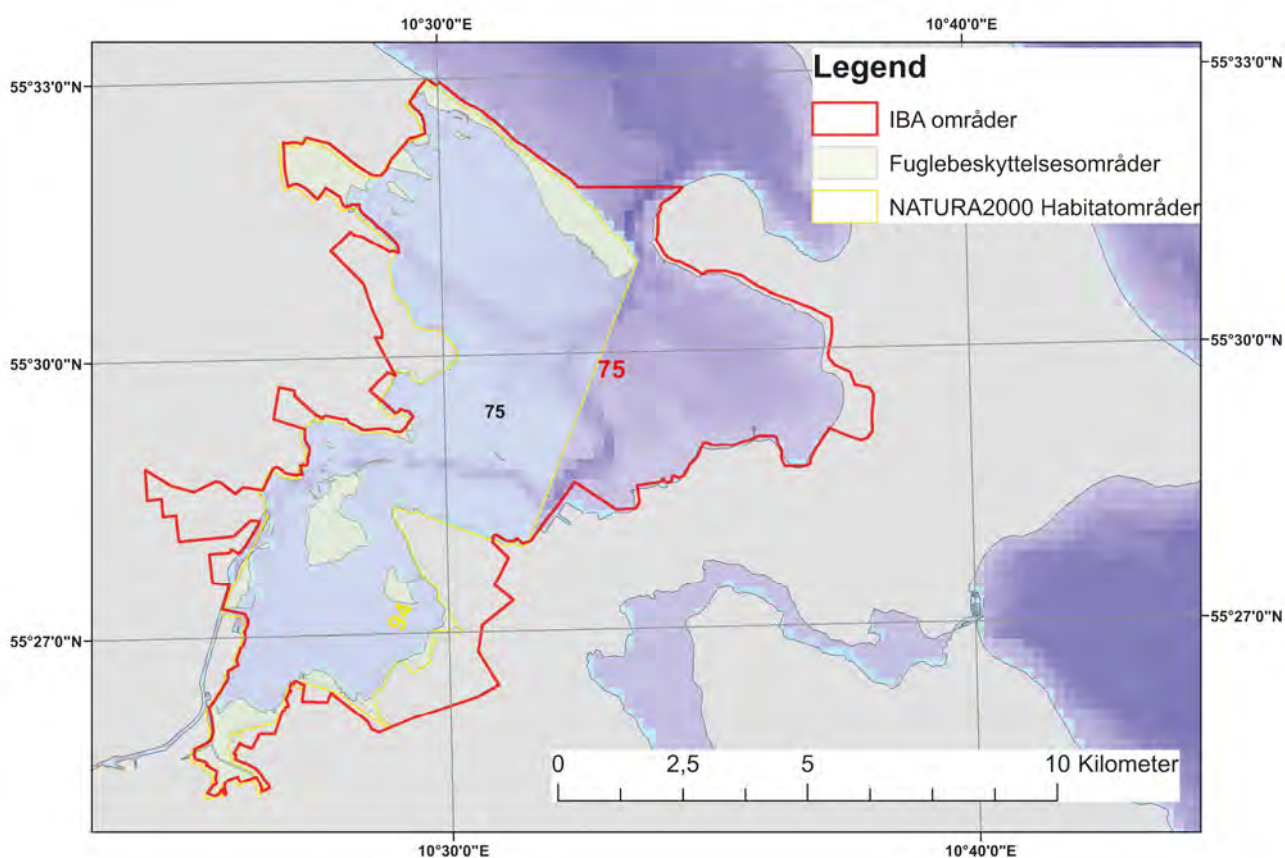 10°30'0"E
10°40'0"E
55°33'0"N
55°33'0"N
Legend
IBA områder
Fuglebeskyttelsesområder
NATURA2000 Habitatområder
55°30'0"N
55°30'0"N
75
75
94
55°27'0"N
55°27'0"N
0
2,5
5
10 Kilometer
10°30'0"E
10°40'0"E